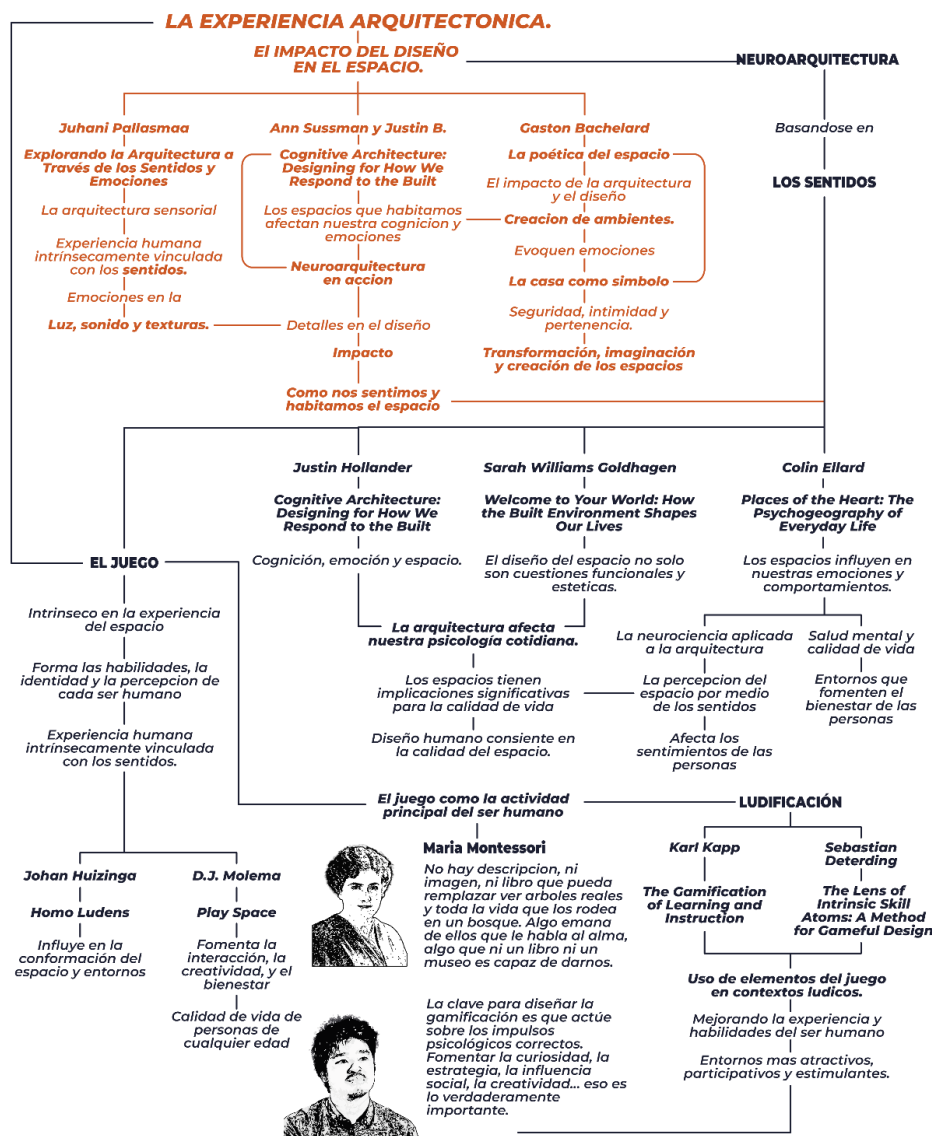 LA EXPERIENCIA ARQUITECTONICA.
El IMPACTO DEL DISEÑO
EN EL ESPACIO.
NEUROARQUITECTURA
Basandose en
LOS SENTIDOS
Juhani Pallasmaa
Explorando la Arquitectura a
Través de los Sentidos y
Emociones
La arquitectura sensorial
Experiencia humana
intrínsecamente vinculada
con los sentidos.
Emociones en la
Luz, sonido y texturas.
Ann Sussman y Justin B.
Cognitive Architecture:
Designing for How We
Respond to the Built
Los espacios que habitamos
afectan nuestra cognicion y
emociones
Neuroarquitectura
en accion
Detalles en el diseño
Impacto
Como nos sentimos y
habitamos el espacio
Gaston Bachelard
La poética del espacio
El impacto de la arquitectura
y el diseño
Creacion de ambientes.
Evoquen emociones
La casa como simbolo
Seguridad, intimidad y
pertenencia.
Transformación, imaginación
y creación de los espacios
Justin Hollander
Cognitive Architecture:
Designing for How We
Respond to the Built
Cognición, emoción y espacio.
Sarah Williams Goldhagen
Welcome to Your World: How
the Built Environment Shapes
Our Lives
El diseño del espacio no solo
son cuestiones funcionales y
esteticas.
La arquitectura afecta
nuestra psicología cotidiana.
Los espacios tienen
implicaciones significativas
para la calidad de vida
Diseño humano consiente en
la calidad del espacio.
Colin Ellard
Places of the Heart: The
Psychogeography of
Everyday Life
Los espacios influyen en
nuestras emociones y
comportamientos.
La neurociencia aplicada
a la arquitectura
La percepcion del
espacio por medio
de los sentidos
Afecta los
sentimientos de las
personas
Salud mental y
calidad de vida
Entornos que
fomenten el
bienestar de las
personas
EL JUEGO
Intrinseco en la experiencia
del espacio
Forma las habilidades, la
identidad y la percepcion de
cada ser humano
Experiencia humana
intrínsecamente vinculada
con los sentidos.
Johan Huizinga
Homo Ludens
Influye en la
conformación del
espacio y entornos
D.J. Molema
Play Space
Fomenta la
interacción, la
creatividad, y el
bienestar
Calidad de vida de
personas de
cualquier edad
El juego como la actividad
principal del ser humano
Maria Montessori
No hay descripcion, ni
imagen, ni libro que pueda
remplazar ver arboles reales
y toda la vida que los rodea
en un bosque. Algo emana
de ellos que le habla al alma,
algo que ni un libro ni un
museo es capaz de darnos.
La clave para diseñar la
gamificación es que actúe
sobre los impulsos
psicológicos correctos.
Fomentar la curiosidad, la
estrategia, la influencia
social, la creatividad... eso es
lo verdaderamente
importante.
LUDIFICACIÓN
Karl Kapp
The Gamification
of Learning and
Instruction
Sebastian
Deterding
The Lens of
Intrinsic Skill
Atoms: A Method
for Gameful Design
Uso de elementos del juego
en contextos ludicos.
Mejorando la experiencia y
habilidades del ser humano
Entornos mas atractivos,
participativos y estimulantes.